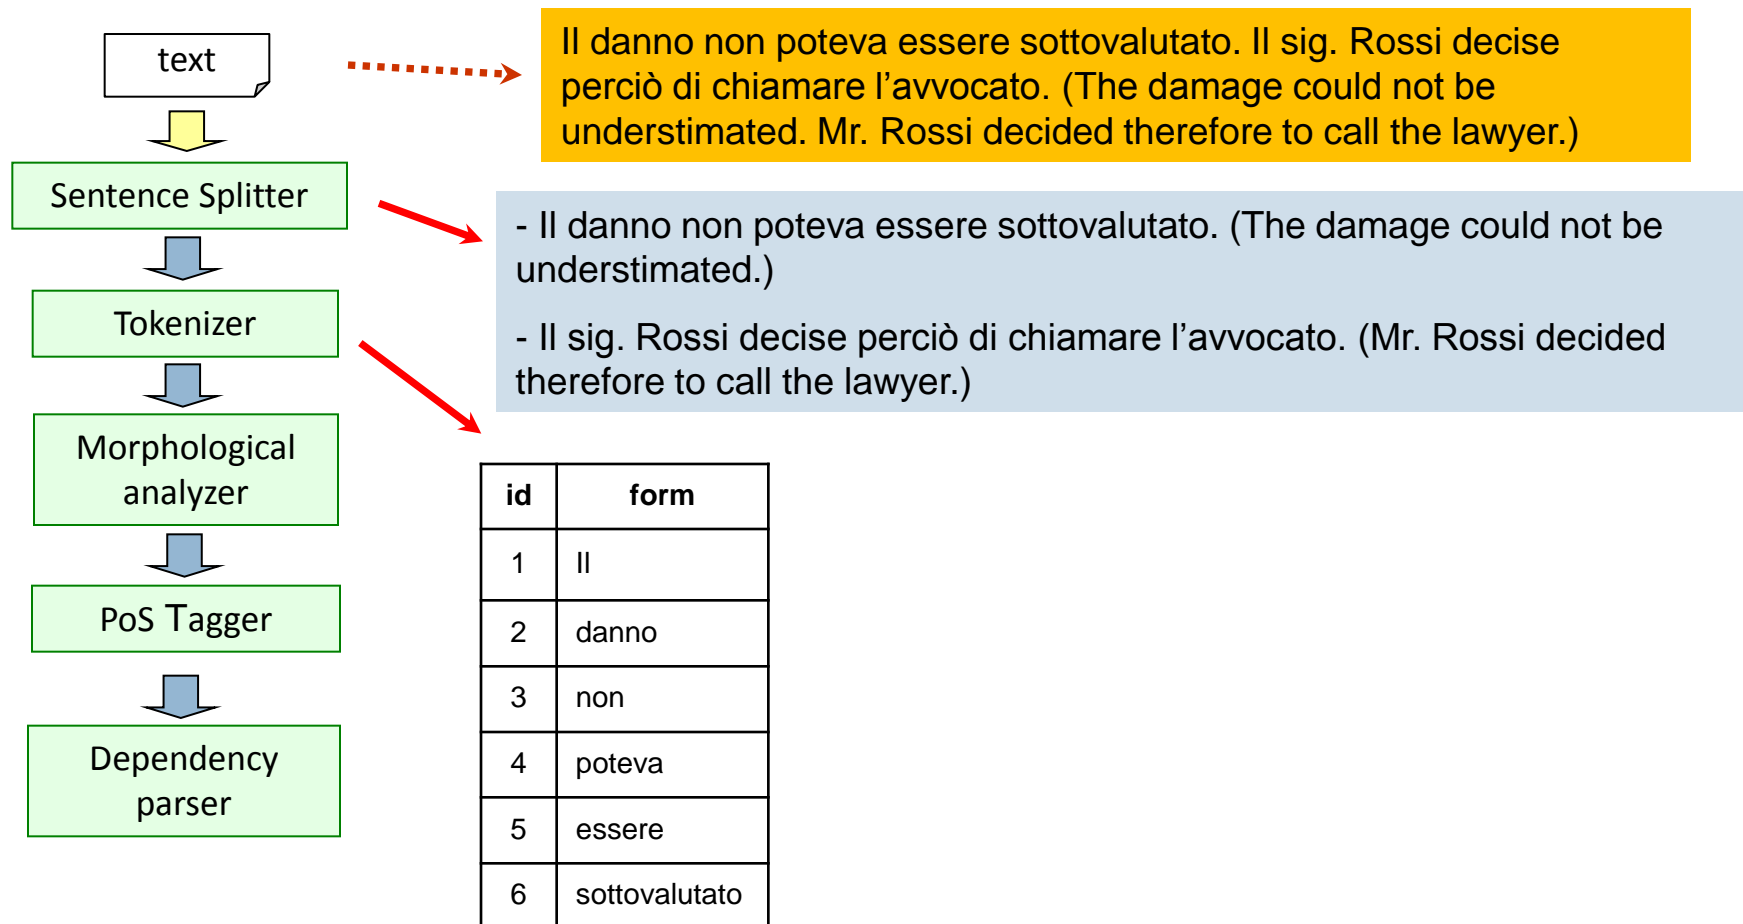 text
Il danno non poteva essere sottovalutato. Il sig. Rossi decise
perciò di chiamare l’avvocato. (The damage could not be
understimated. Mr. Rossi decided therefore to call the lawyer.)
Sentence Splitter
- Il danno non poteva essere sottovalutato. (The damage could not be
understimated.)
- Il sig. Rossi decise perciò di chiamare l’avvocato. (Mr. Rossi decided
therefore to call the lawyer.)
Tokenizer
Morphological
analyzer
PoS Tagger
Dependency
parser
id form
1 Il
2 danno
3 non
4 poteva
5 essere
6 sottovalutato